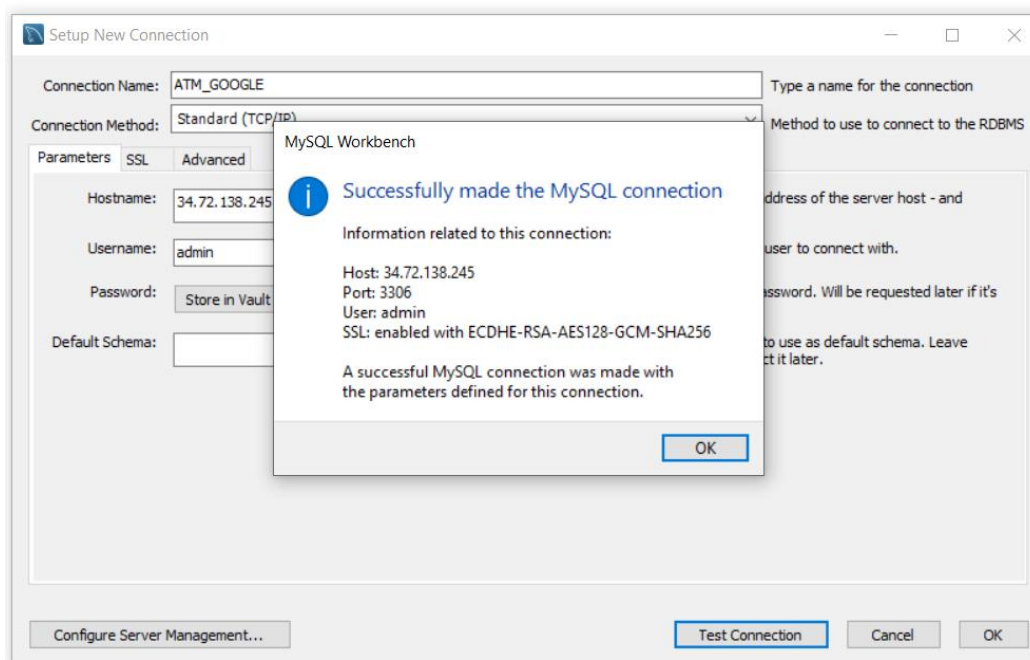 Setup New Connection
Connection Name: ATM_GOOGLE Type a name for the connection
Connection Method: Standard (TCP/IP) Method to use to connect to the RDBMS
Parameters SSL Advanced
Hostname: 34.72.138.245 address of the server host - and
Username: admin user to connect with.
Password: Store in Vault password. Will be requested later if it's
Default Schema: to use as default schema. Leave
it later.
MySQL Workbench
Successfully made the MySQL connection
Information related to this connection:
Host: 34.72.138.245
Port: 3306
User: admin
SSL: enabled with ECDHE-RSA-AES128-GCM-SHA256
A successful MySQL connection was made with
the parameters defined for this connection.
OK
Configure Server Management... Test Connection Cancel OK